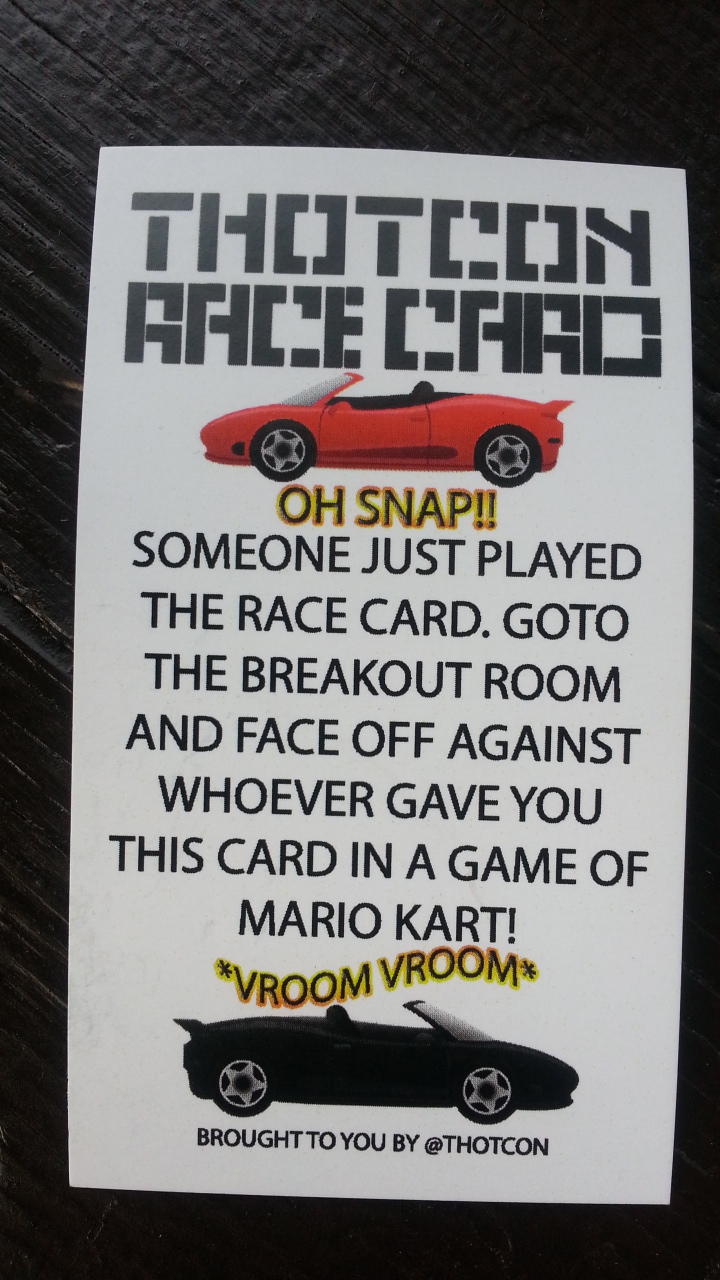 THOTCON
RACE CARD
OH SNAP!!
SOMEONE JUST PLAYED
THE RACE CARD. GOTO
THE BREAKOUT ROOM
AND FACE OFF AGAINST
WHOEVER GAVE YOU
THIS CARD IN A GAME OF
MARIO KART!
*VROOM VROOM*
BROUGHT TO YOU BY @THOTCON